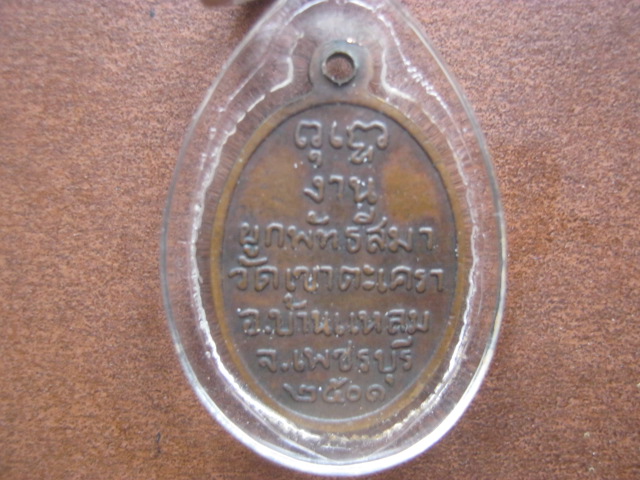 งาน
ผูกพัทธสีมา
วัดเขาตะเครา
อ.บ้านแหลม
จ.เพชรบุรี
๒๕๐๑